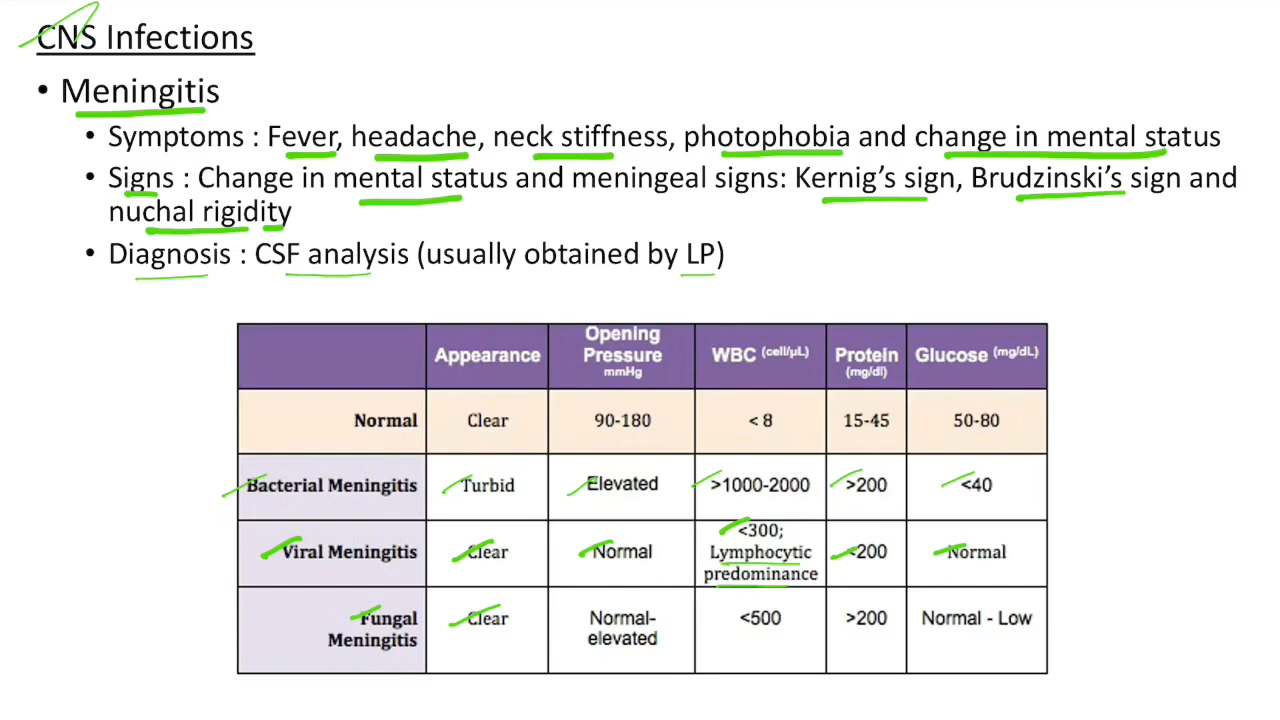 CNS Infections
• Meningitis
• Symptoms : Fever, headache, neck stiffness, photophobia and change in mental status
• Signs : Change in mental status and meningeal signs: Kernig’s sign, Brudzinski’s sign and
nuchal rigidity
• Diagnosis : CSF analysis (usually obtained by LP)
Appearance Opening Pressure mmHg WBC (cell/µL) Protein (mg/dl) Glucose (mg/dL)
Normal Clear 90-180 < 8 15-45 50-80
Bacterial Meningitis Turbid Elevated >1000-2000 >200 <40
Viral Meningitis Clear Normal <300; Lymphocytic predominance <200 Normal
Fungal Meningitis Clear Normal-elevated <500 >200 Normal - Low